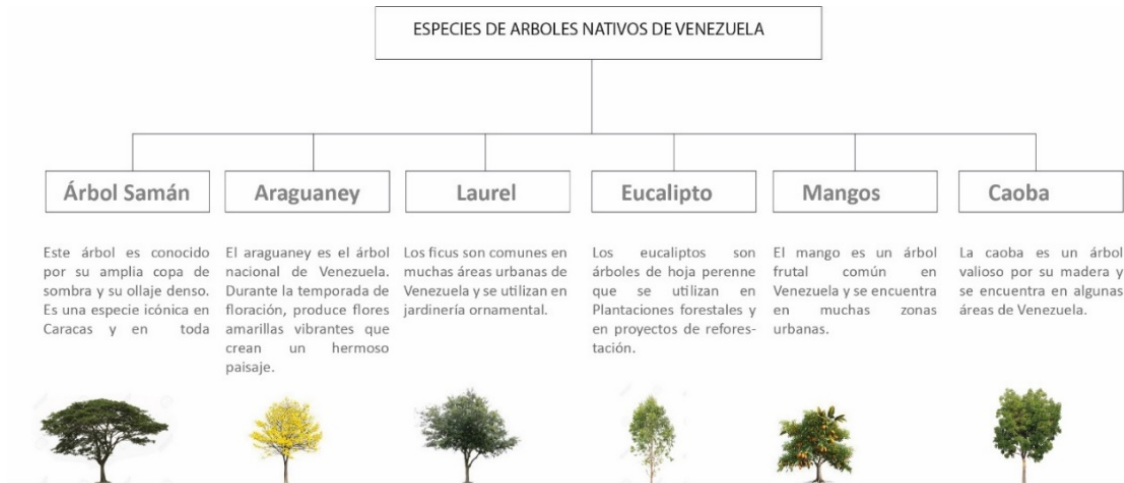 ESPECIES DE ARBOLES NATIVOS DE VENEZUELA
Árbol Samán
Este árbol es conocido
por su amplia copa de
sombra y su ollaje denso.
Es una especie icónica en
Caracas y en toda
Araguaney
El araguaney es el árbol
nacional de Venezuela.
Durante la temporada de
floración, produce flores
amarillas vibrantes que
crean un hermoso
paisaje.
Laurel
Los ficus son comunes en
muchas áreas urbanas de
Venezuela y se utilizan en
jardinería ornamental.
Eucalipto
Los eucaliptos son
árboles de hoja perenne
que se utilizan en
Plantaciones forestales y
en proyectos de refores-
tación.
Mangos
El mango es un árbol
frutal común en
Venezuela y se encuentra
en muchas zonas
urbanas.
Caoba
La caoba es un árbol
valioso por su madera y
se encuentra en algunas
áreas de Venezuela.